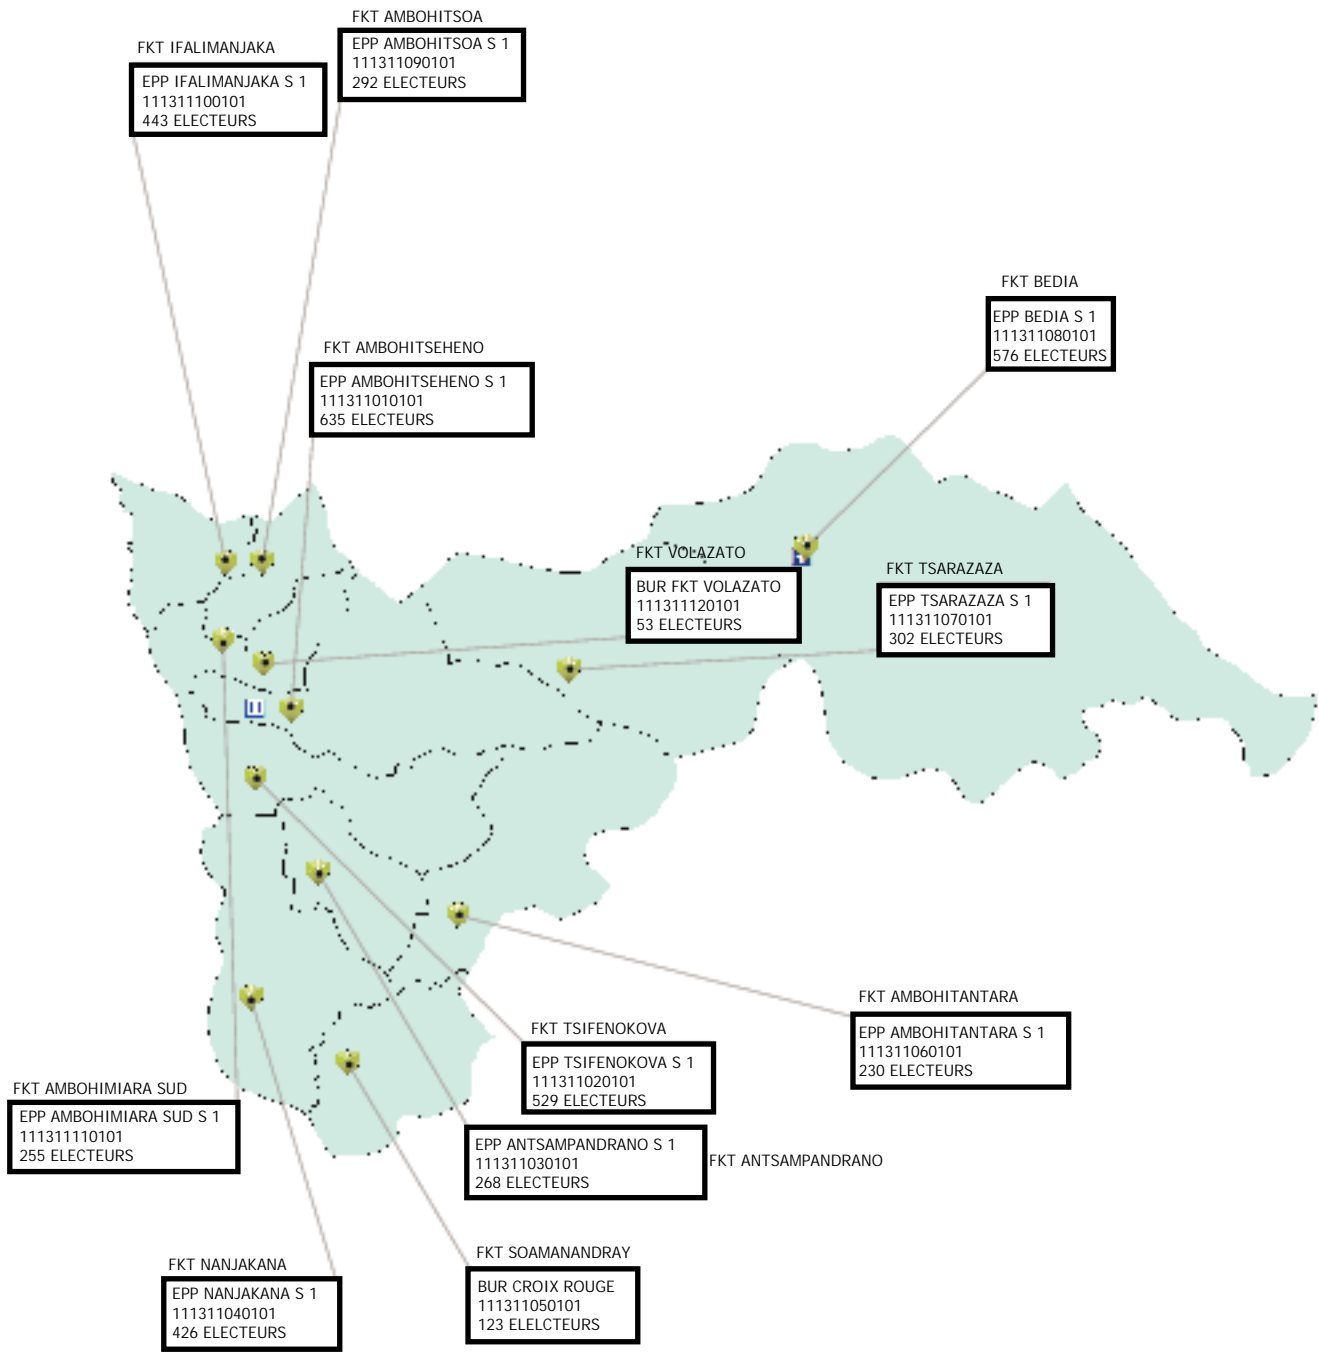 FKT AMBOHITSOA
EPP AMBOHITSOA S 1
111311090101
292 ELECTEURS
FKT IFALIMANJAKA
EPP IFALIMANJAKA S 1
111311100101
443 ELECTEURS
FKT BEDIA
EPP BEDIA S 1
111311080101
576 ELECTEURS
FKT AMBOHITSEHENO
EPP AMBOHITSEHENO S 1
111311010101
635 ELECTEURS
FKT VOLAZATO
BUR FKT VOLAZATO
111311120101
53 ELECTEURS
FKT TSARAZAZA
EPP TSARAZAZA S 1
111311070101
302 ELECTEURS
FKT AMBOHITANTARA
EPP AMBOHITANTARA S 1
111311060101
230 ELECTEURS
FKT TSIFENOKOVA
EPP TSIFENOKOVA S 1
111311020101
529 ELECTEURS
FKT AMBOHIMIARA SUD
EPP AMBOHIMIARA SUD S 1
111311110101
255 ELECTEURS
EPP ANTSAMPANDRANO S 1
111311030101
268 ELECTEURS
FKT ANTSAMPANDRANO
FKT SOAMANANDRAY
BUR CROIX ROUGE
111311050101
123 ELELCTEURS
FKT NANJAKANA
EPP NANJAKANA S 1
111311040101
426 ELECTEURS